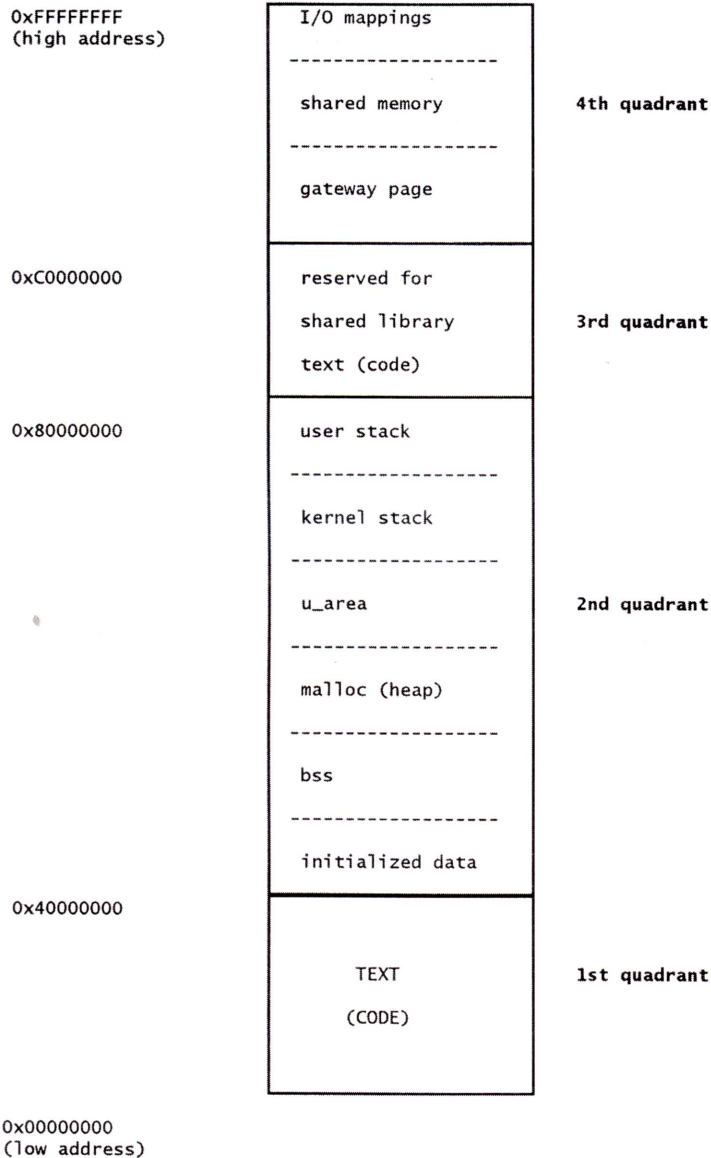 0xFFFFFFFF
(high address)
I/O mappings
shared memory
4th quadrant
gateway page
0xC0000000
reserved for
shared library
3rd quadrant
text (code)
0x80000000
user stack
kernel stack
u_area
2nd quadrant
malloc (heap)
bss
initialized data
0x40000000
TEXT
1st quadrant
(CODE)
0x00000000
(low address)